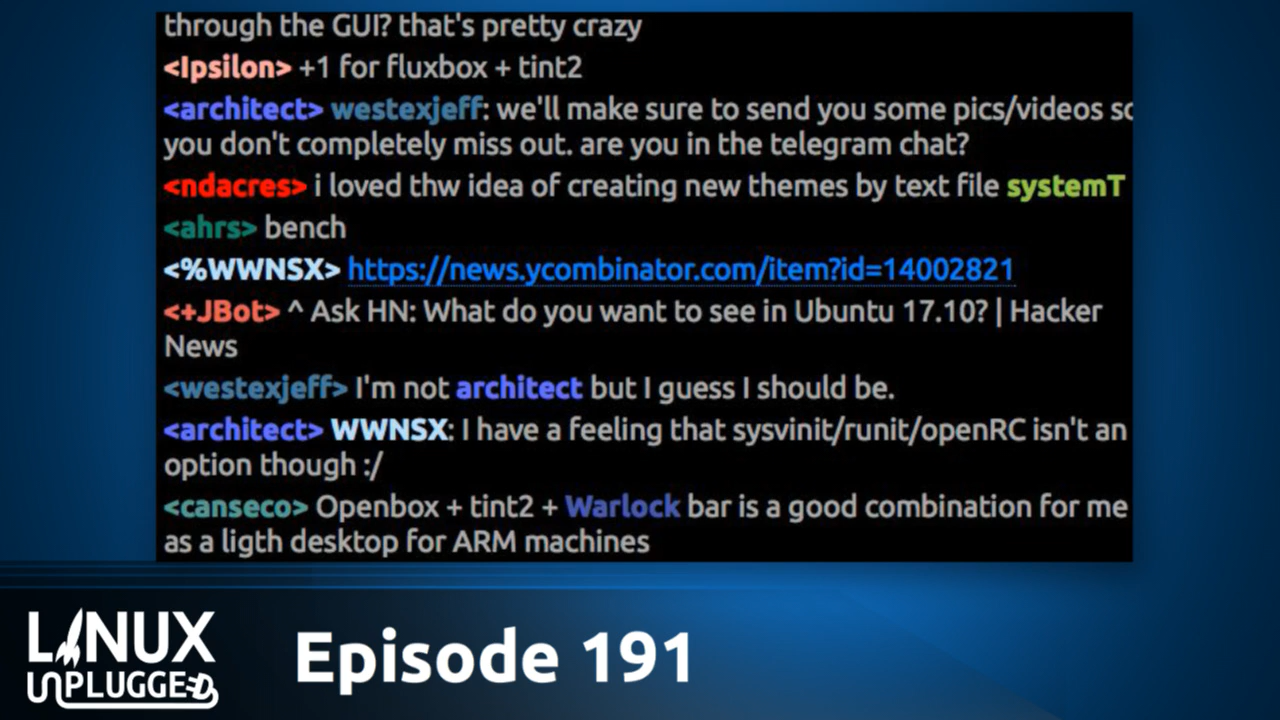 through the GUI? that's pretty crazy
<Ipsilon> +1 for fluxbox + tint2
<architect> westexjeff: we'll make sure to send you some pics/videos so
you don't completely miss out. are you in the telegram chat?
<ndacres> i loved thw idea of creating new themes by text file systemT
<ahrs> bench
<%WWNSX> https://news.ycombinator.com/item?id=14002821
<+JBot> ^ Ask HN: What do you want to see in Ubuntu 17.10? | Hacker
News
<westexjeff> I'm not architect but I guess I should be.
<architect> WWNSX: I have a feeling that sysvinit/runit/openRC isn't an
option though :/
<canseco> Openbox + tint2 + Warlock bar is a good combination for me
as a ligth desktop for ARM machines
LINUX
UNPLUGGED
Episode 191